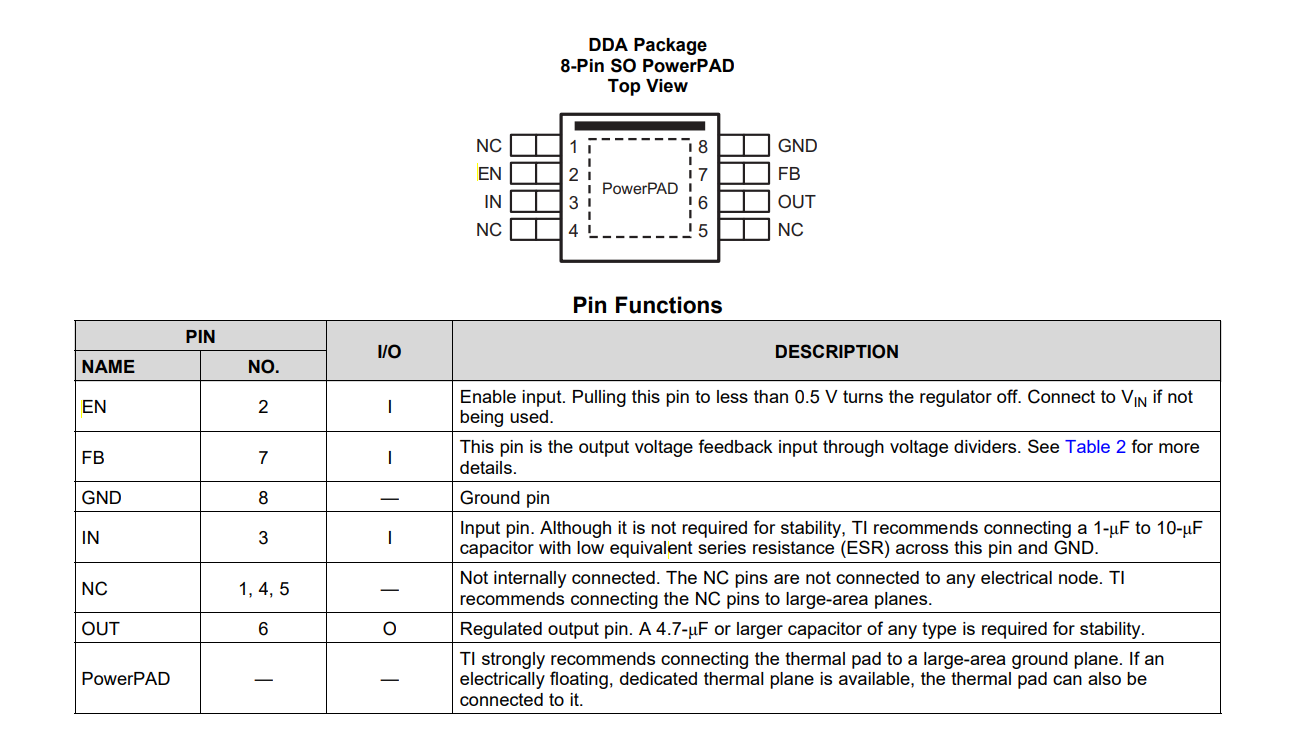 DDA Package
8-Pin SO PowerPAD
Top View
NC 1 8 GND
EN 2 7 FB
PowerPAD
IN 3 6 OUT
NC 4 5 NC
Pin Functions
PIN I/O DESCRIPTION
NAME NO.
EN 2 I Enable input. Pulling this pin to less than 0.5 V turns the regulator off. Connect to VIN if not
being used.
FB 7 I This pin is the output voltage feedback input through voltage dividers. See Table 2 for more
details.
GND 8 — Ground pin
IN 3 I Input pin. Although it is not required for stability, TI recommends connecting a 1-μF to 10-μF
capacitor with low equivalent series resistance (ESR) across this pin and GND.
NC 1, 4, 5 — Not internally connected. The NC pins are not connected to any electrical node. TI
recommends connecting the NC pins to large-area planes.
OUT 6 O Regulated output pin. A 4.7-μF or larger capacitor of any type is required for stability.
PowerPAD — — TI strongly recommends connecting the thermal pad to a large-area ground plane. If an
electrically floating, dedicated thermal plane is available, the thermal pad can also be
connected to it.